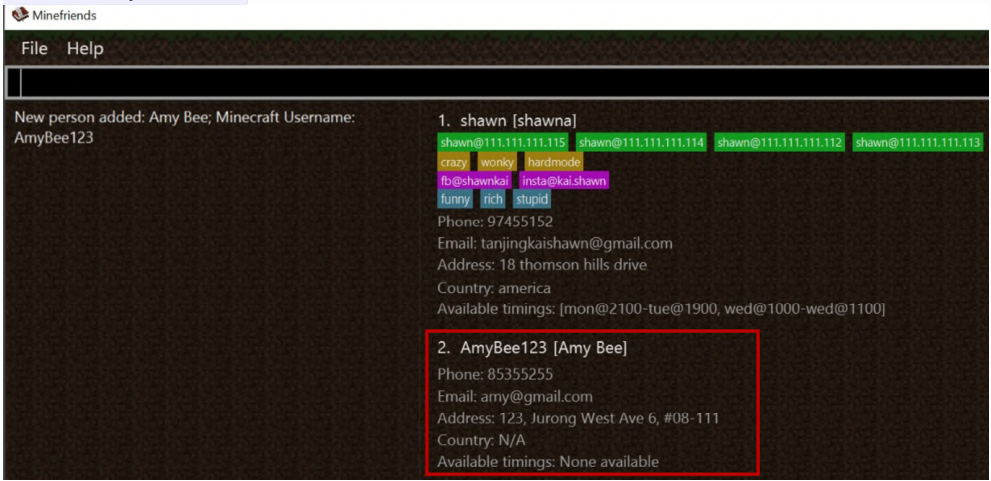 Minefriends
File Help
New person added: Amy Bee; Minecraft Username:
AmyBee123
1. shawn [shawna]
shawn@111.111.111.115 shawn@111.111.111.114 shawn@111.111.111.112 shawn@111.111.111.113
crazy wonky hardmode
fb@shawnkai insta@kai.shawn
funny rich stupid
Phone: 97455152
Email: tanjingkaishawn@gmail.com
Address: 18 thomson hills drive
Country: america
Available timings: [mon@2100-tue@1900, wed@1000-wed@1100]
2. AmyBee123 [Amy Bee]
Phone: 85355255
Email: amy@gmail.com
Address: 123, Jurong West Ave 6, #08-111
Country: N/A
Available timings: None available